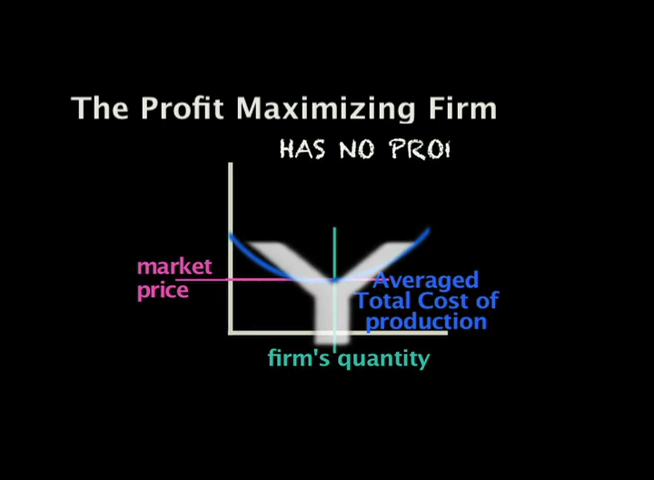 The Profit Maximizing Firm
HAS NO PROI
market
price
Y
Averaged
Total Cost of
production
firm's quantity